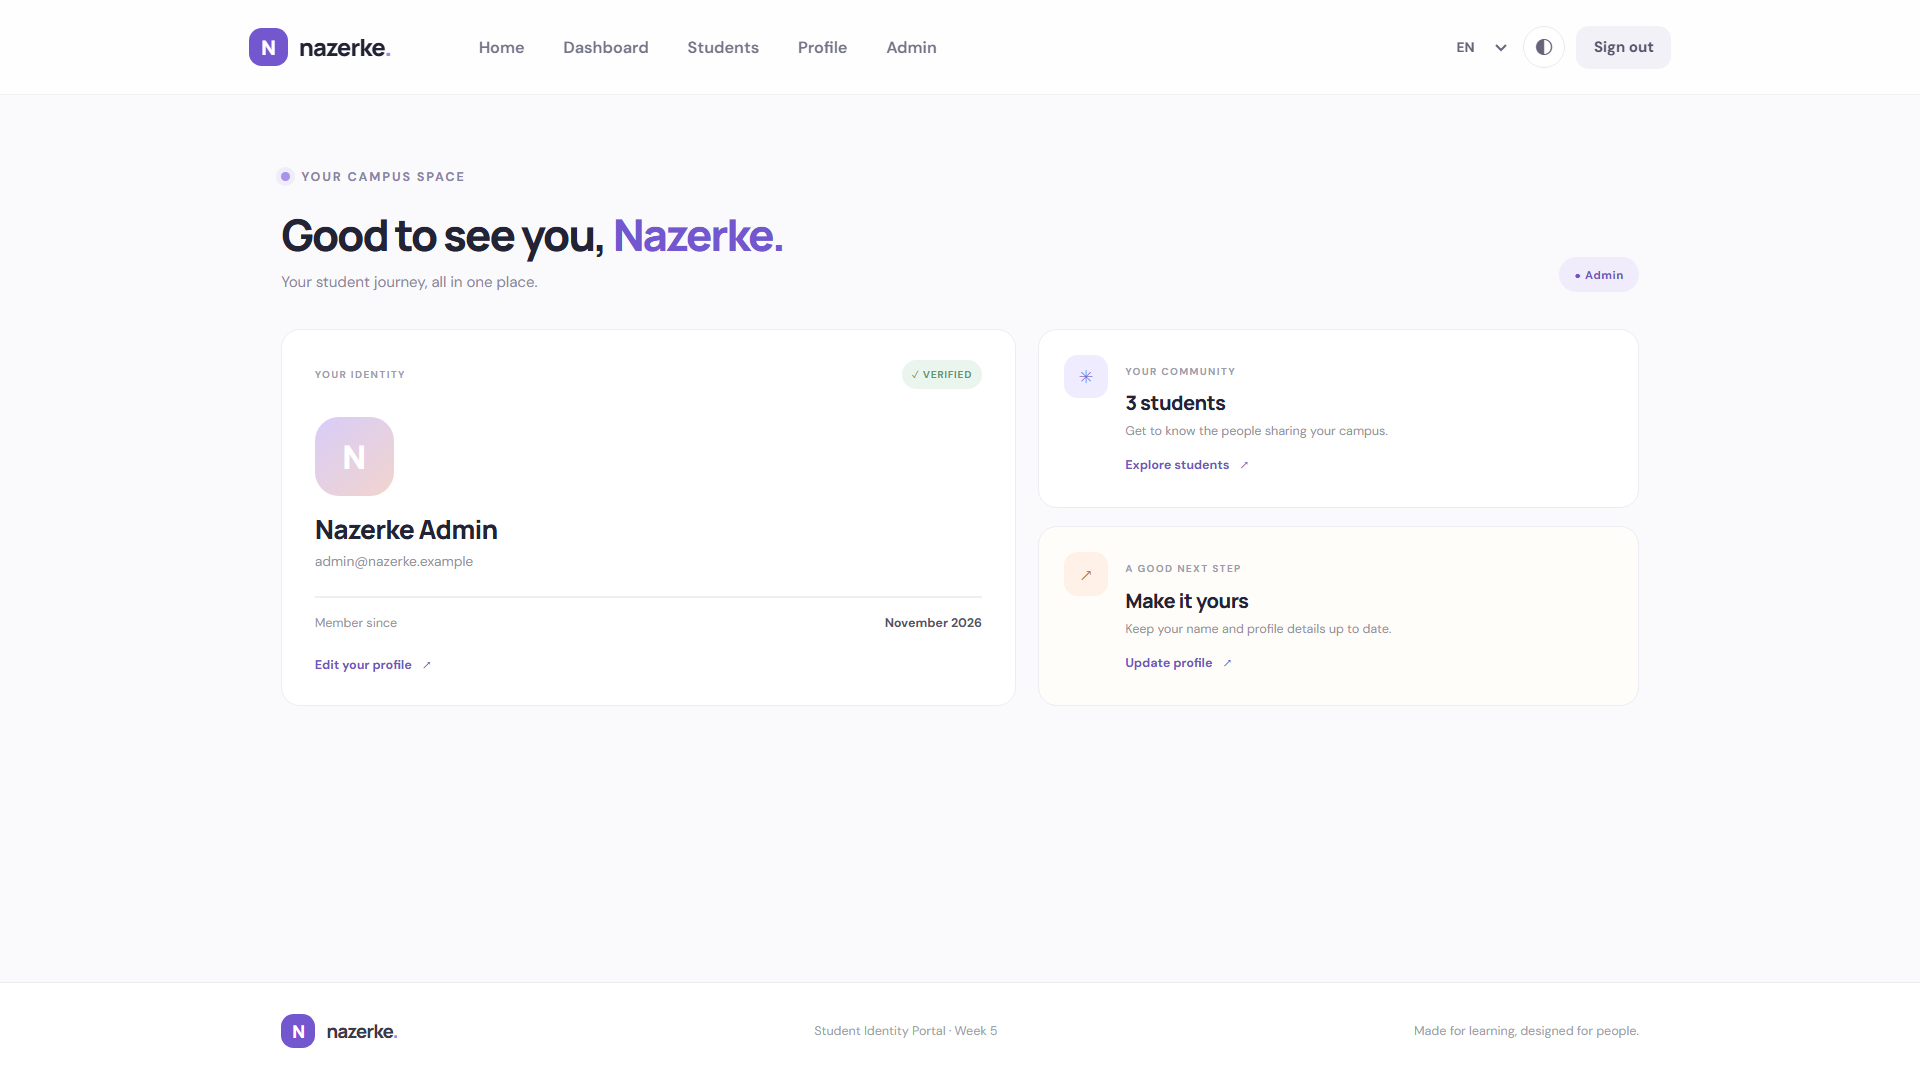 N nazerke.
Home
Dashboard
Students
Profile
Admin
EN
Sign out
YOUR CAMPUS SPACE
Good to see you, Nazerke.
Your student journey, all in one place.
● Admin
YOUR IDENTITY
✓ VERIFIED
N
Nazerke Admin
admin@nazerke.example
Member since
November 2026
Edit your profile ↗
YOUR COMMUNITY
3 students
Get to know the people sharing your campus.
Explore students ↗
A GOOD NEXT STEP
Make it yours
Keep your name and profile details up to date.
Update profile ↗
N nazerke.
Student Identity Portal · Week 5
Made for learning, designed for people.